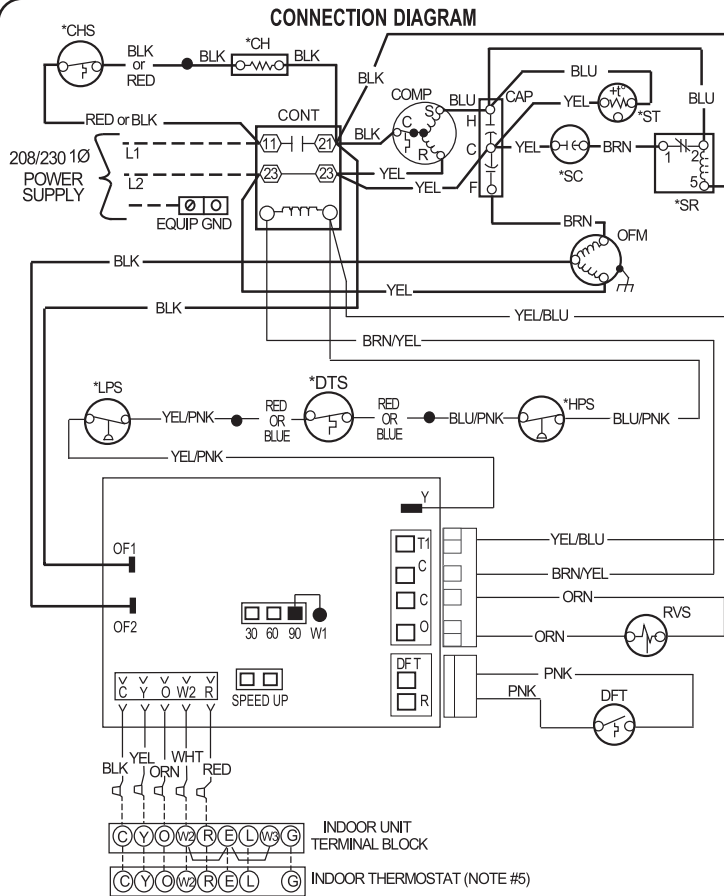 CONNECTION DIAGRAM
*CHS
BLK
or
RED
BLK
*CH
BLK
BLK
RED or BLK
CONT
11
21
23
23
208/230 1Ø
POWER
SUPPLY
L1
L2
EQUIP GND
BLK
COMP
S
C
R
YEL
YEL
BLU
CAP
H
C
F
BLU
YEL
+t°
*ST
BLU
YEL
*SC
BRN
1
2
5
*SR
BRN
OFM
BLK
YEL
BLK
YEL/BLU
BRN/YEL
*LPS
YEL/PNK
RED
OR
BLUE
*DTS
RED
OR
BLUE
BLU/PNK
*HPS
BLU/PNK
YEL/PNK
Y
OF1
OF2
30 60 90 W1
T1
C
C
O
DFT
R
YEL/BLU
BRN/YEL
ORN
ORN
RVS
PNK
PNK
DFT
C Y O W2 R
SPEED UP
BLK YEL ORN WHT RED
C Y O W2 R E L W3 G
INDOOR UNIT
TERMINAL BLOCK
C Y O W2 R E L G
INDOOR THERMOSTAT (NOTE #5)